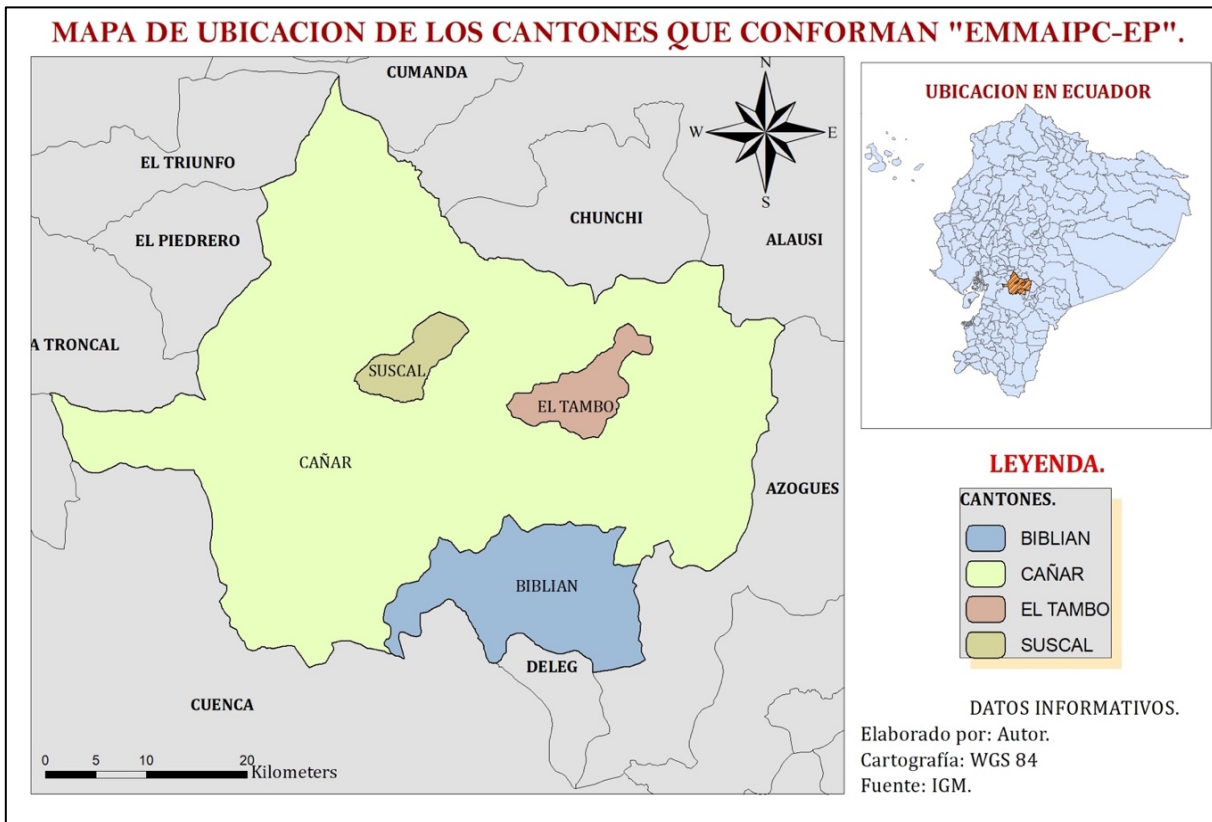 MAPA DE UBICACION DE LOS CANTONES QUE CONFORMAN "EMMAIPC-EP".
CUMANDA
N
W
E
S
EL TRIUNFO
CHUNCHI
EL PIEDRERO
ALAUSI
A TRONCAL
SUSCAL
EL TAMBO
CAÑAR
AZOGUES
BIBLIAN
DELEG
CUENCA
0 5 10 20
Kilometers
UBICACION EN ECUADOR
LEYENDA.
CANTONES.
BIBLIAN
CAÑAR
EL TAMBO
SUSCAL
DATOS INFORMATIVOS.
Elaborado por: Autor.
Cartografía: WGS 84
Fuente: IGM.